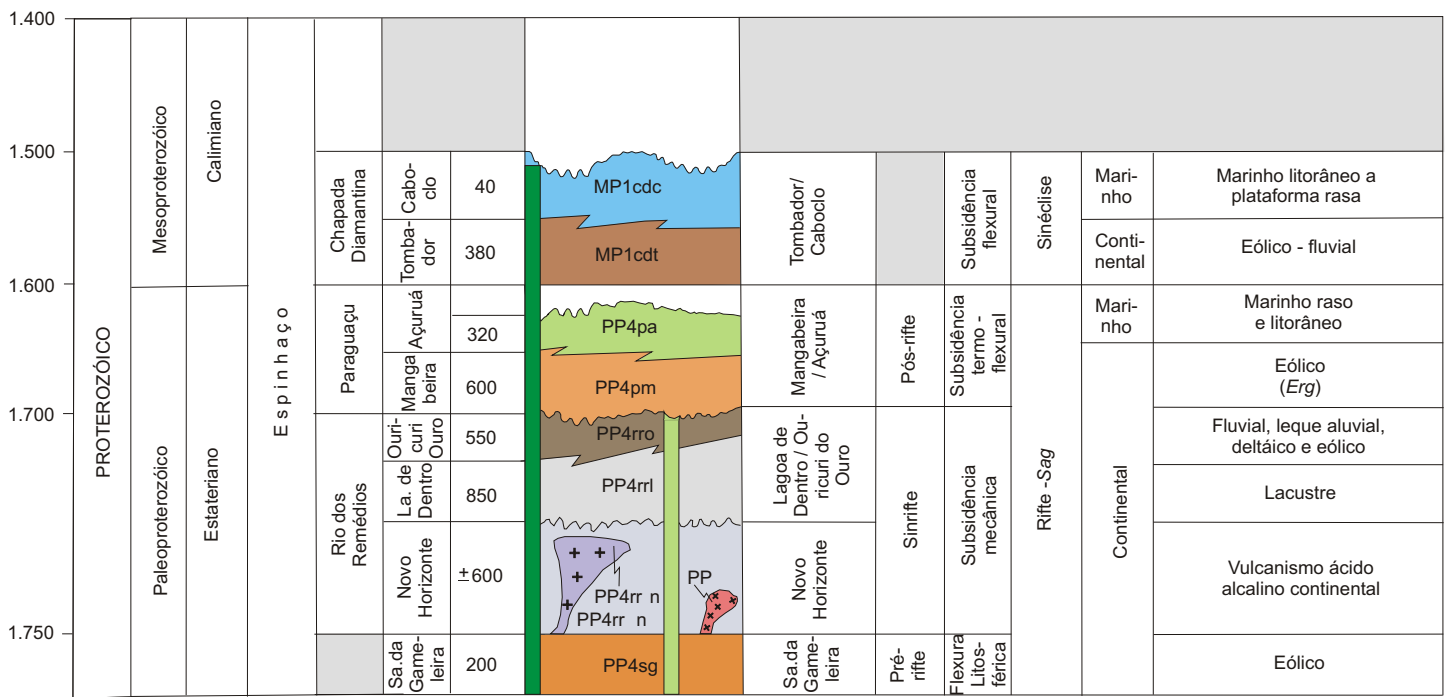 1.400
1.500
1.600
1.700
1.750
PROTEROZÓICO
Mesoproterozóico
Paleoproterozóico
Calimiano
Estateriano
Espinhaço
Chapada
Diamantina
Paraguaçu
Rio dos
Remédios
Cabo-
clo
Tomba-
dor
Açuruá
Manga
beira
Ouri-
curi
Ouro
La. de
Dentro
Novo
Horizonte
Sa.da
Game-
leira
40
380
320
600
550
850
±600
200
MP1cdc
MP1cdt
PP4pa
PP4pm
PP4rro
PP4rrl
PP4rr n
PP4rr n
PP
PP4sg
Tombador/
Caboclo
Mangabeira
/ Açuruá
Lagoa de
Dentro / Ou-
ricuri do
Ouro
Novo
Horizonte
Sa.da
Game-
leira
Pós-rifte
Sinrifte
Pré-
rifte
Subsidência
flexural
Subsidência
termo -
flexural
Subsidência
mecânica
Flexura
Litos-
férica
Sinéclise
Rifte -Sag
Mari-
nho
Conti-
nental
Mari-
nho
Continental
Marinho litorâneo a
plataforma rasa
Eólico - fluvial
Marinho raso
e litorâneo
Eólico
(Erg)
Fluvial, leque aluvial,
deltáico e eólico
Lacustre
Vulcanismo ácido
alcalino continental
Eólico